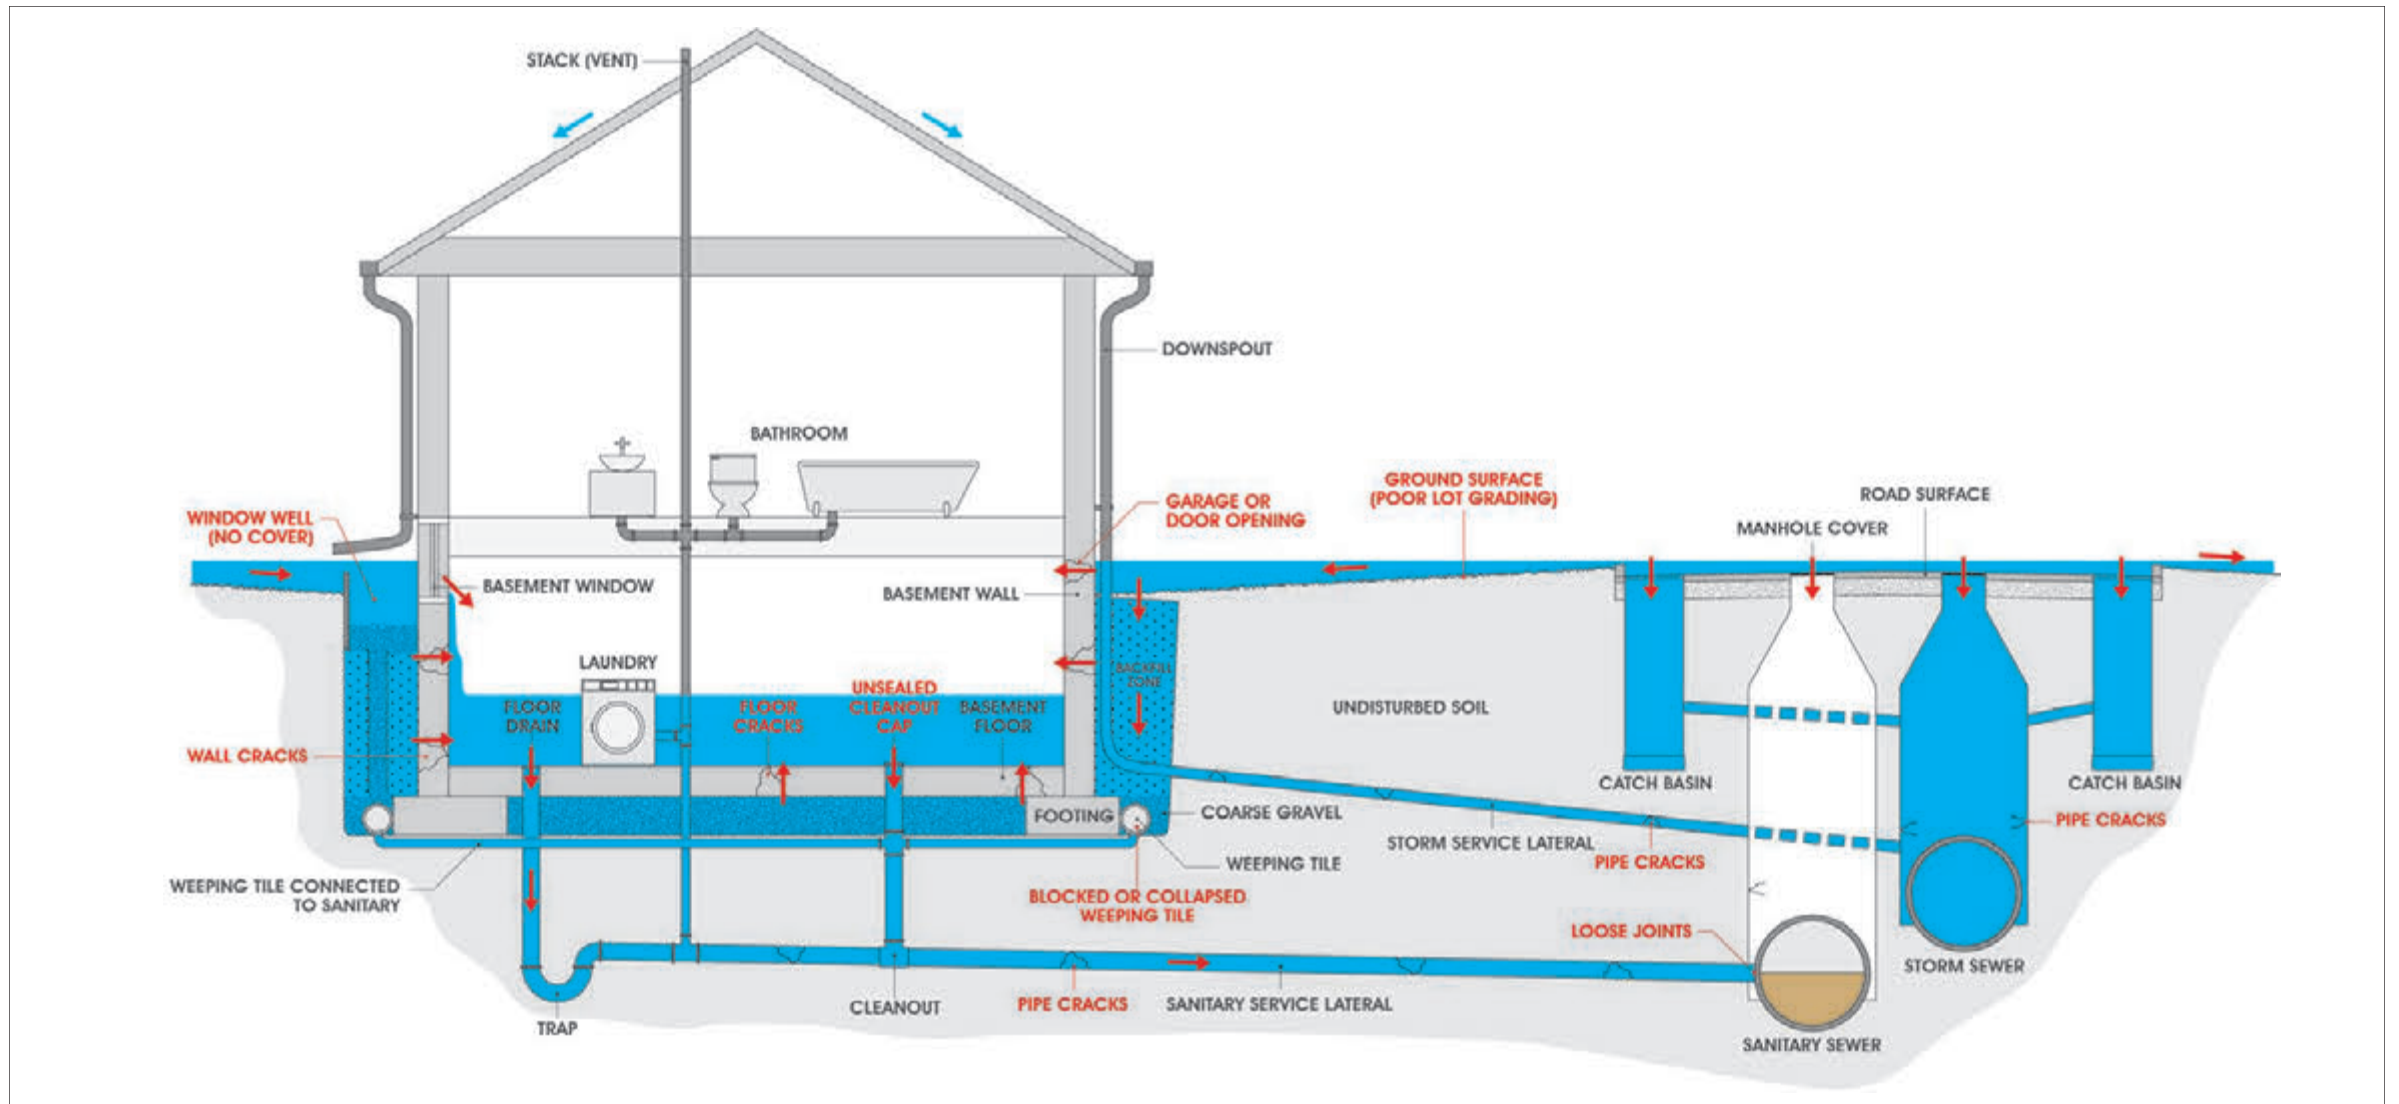 STACK (VENT)
DOWNSPOUT
BATHROOM
WINDOW WELL
(NO COVER)
GARAGE OR
DOOR OPENING
GROUND SURFACE
(POOR LOT GRADING)
ROAD SURFACE
MANHOLE COVER
BASEMENT WINDOW
BASEMENT WALL
LAUNDRY
BACKFILL
ZONE
UNDISTURBED SOIL
FLOOR
DRAIN
FLOOR
CRACKS
UNSEALED
CLEANOUT
CAP
BASEMENT
FLOOR
WALL CRACKS
CATCH BASIN
CATCH BASIN
FOOTING
COARSE GRAVEL
STORM SERVICE LATERAL
PIPE CRACKS
PIPE CRACKS
WEEPING TILE
WEEPING TILE CONNECTED
TO SANITARY
BLOCKED OR COLLAPSED
WEEPING TILE
LOOSE JOINTS
STORM SEWER
CLEANOUT
PIPE CRACKS
SANITARY SERVICE LATERAL
TRAP
SANITARY SEWER